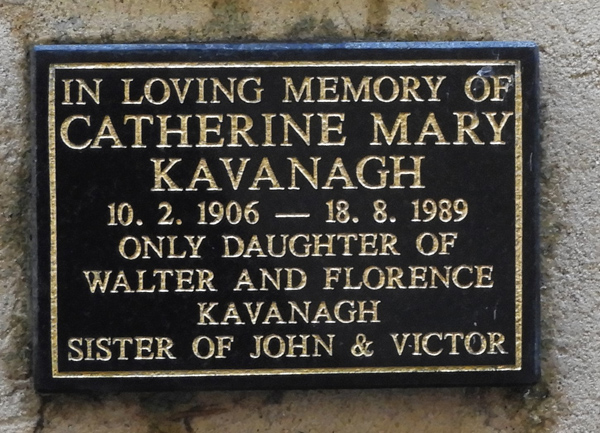 IN LOVING MEMORY OF
CATHERINE MARY
KAVANAGH
10. 2. 1906 — 18. 8. 1989
ONLY DAUGHTER OF
WALTER AND FLORENCE
KAVANAGH
SISTER OF JOHN & VICTOR